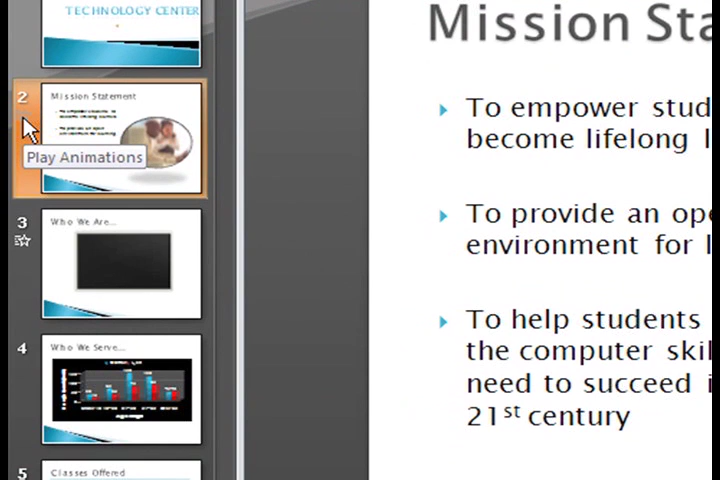 TECHNOLOGY CENTER
2
Mission Statement
Play Animations
3
Who We Are...
4
Who We Serve...
5
Classes Offered
Mission Sta
To empower stud
become lifelong l
To provide an ope
environment for l
To help students
the computer skil
need to succeed i
21st century